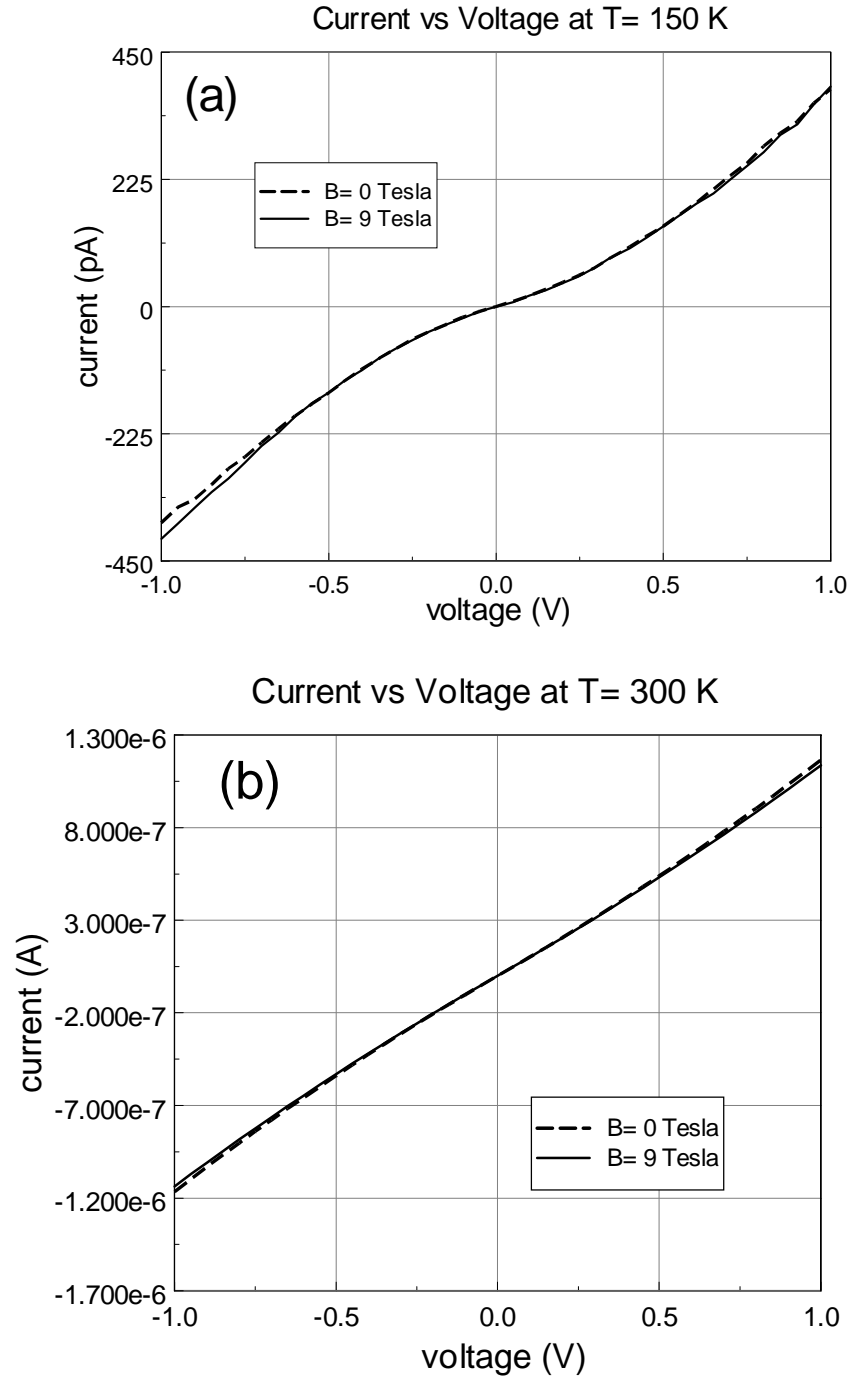 Current vs Voltage at T= 150 K
(a)
450
225
0
-225
-450
current (pA)
B= 0 Tesla
B= 9 Tesla
-1.0 -0.5 0.0 0.5 1.0
voltage (V)
Current vs Voltage at T= 300 K
(b)
1.300e-6
8.000e-7
3.000e-7
-2.000e-7
-7.000e-7
-1.200e-6
-1.700e-6
current (A)
B= 0 Tesla
B= 9 Tesla
-1.0 -0.5 0.0 0.5 1.0
voltage (V)